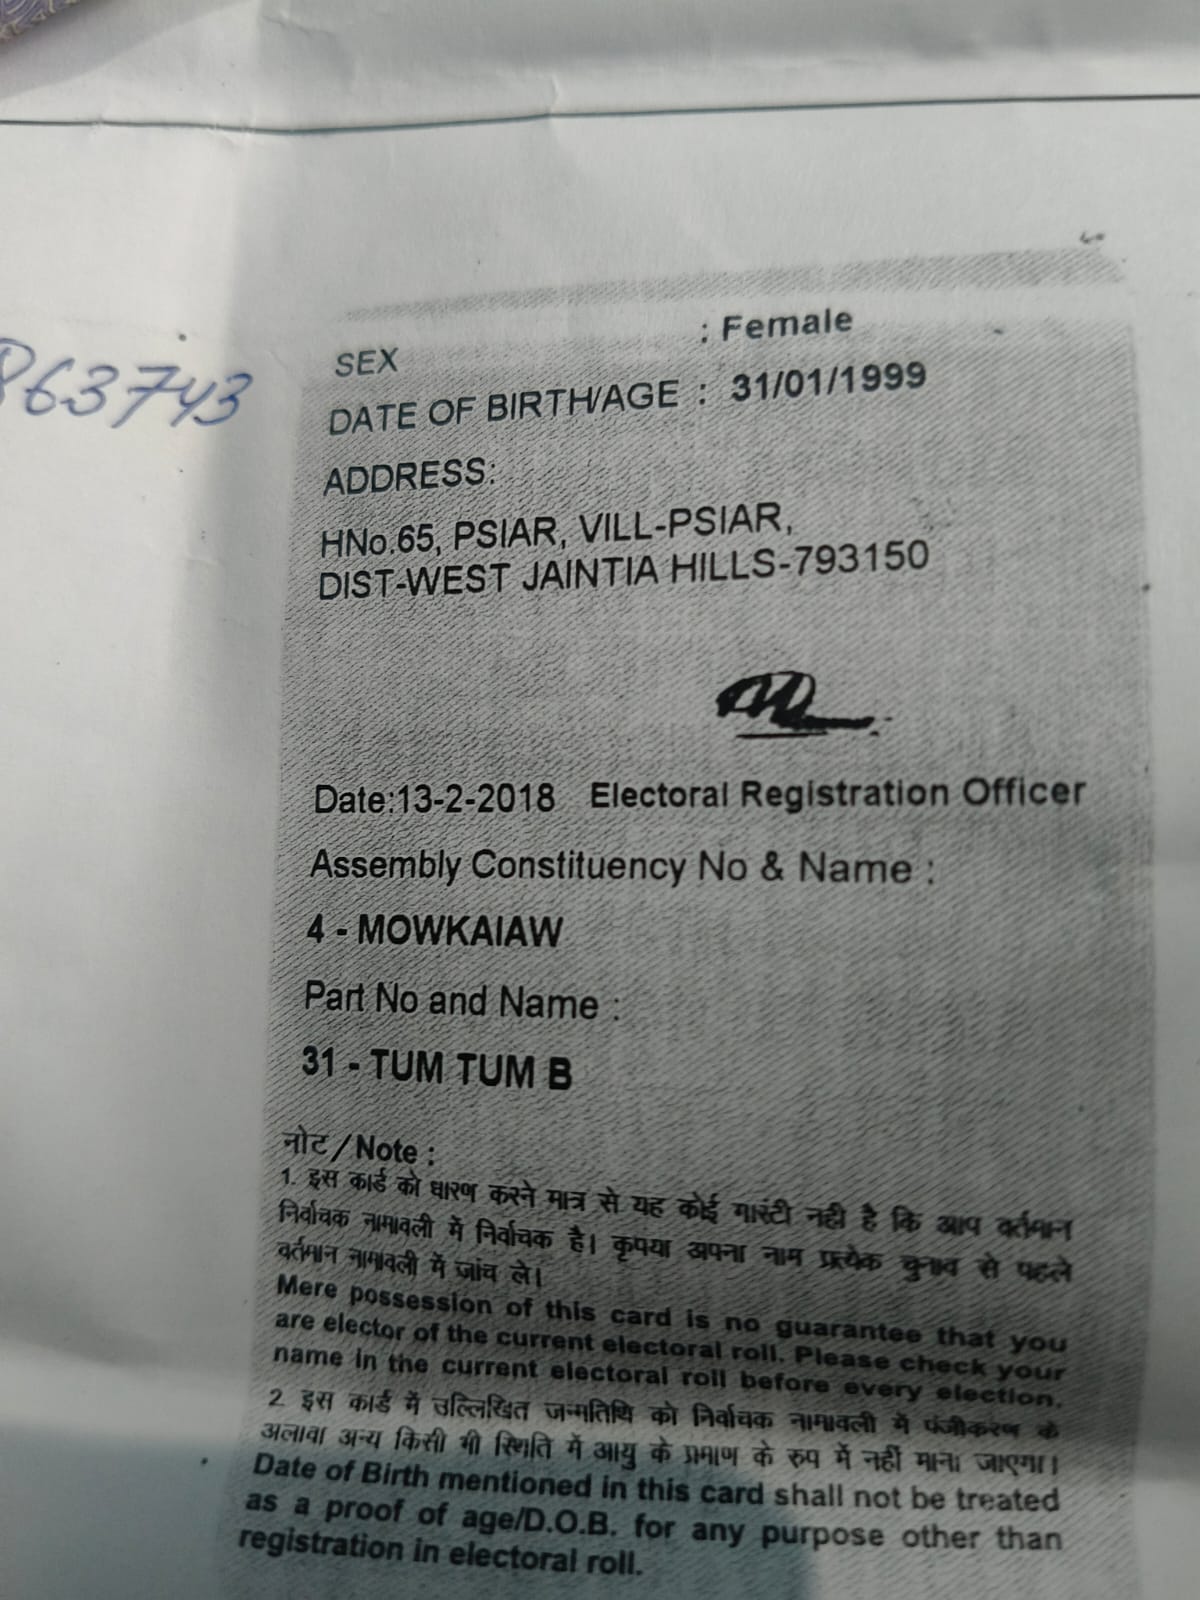 863743
SEX : Female
DATE OF BIRTH/AGE : 31/01/1999
ADDRESS:
HNo.65, PSIAR, VILL-PSIAR,
DIST-WEST JAINTIA HILLS-793150
Date:13-2-2018 Electoral Registration Officer
Assembly Constituency No & Name :
4 - MOWKAIAW
Part No and Name :
31 - TUM TUM B
नोट/Note :
1. इस कार्ड को धारण करने मात्र से यह कोई गारंटी नही है कि आप वर्तमान
निर्वाचक नामावली में निर्वाचक है। कृपया अपना नाम प्रत्येक चुनाव से पहले
वर्तमान नामावली में जांच ले।
Mere possession of this card is no guarantee that you
are elector of the current electoral roll. Please check your
name in the current electoral roll before every election.
2 इस कार्ड में उल्लिखित जन्मतिथि को निर्वाचक नामावली में पंजीकरण के
अलावा अन्य किसी भी स्थिति में आयु के प्रमाण के रुप में नहीं माना जाएगा।
Date of Birth mentioned in this card shall not be treated
as a proof of age/D.O.B. for any purpose other than
registration in electoral roll.